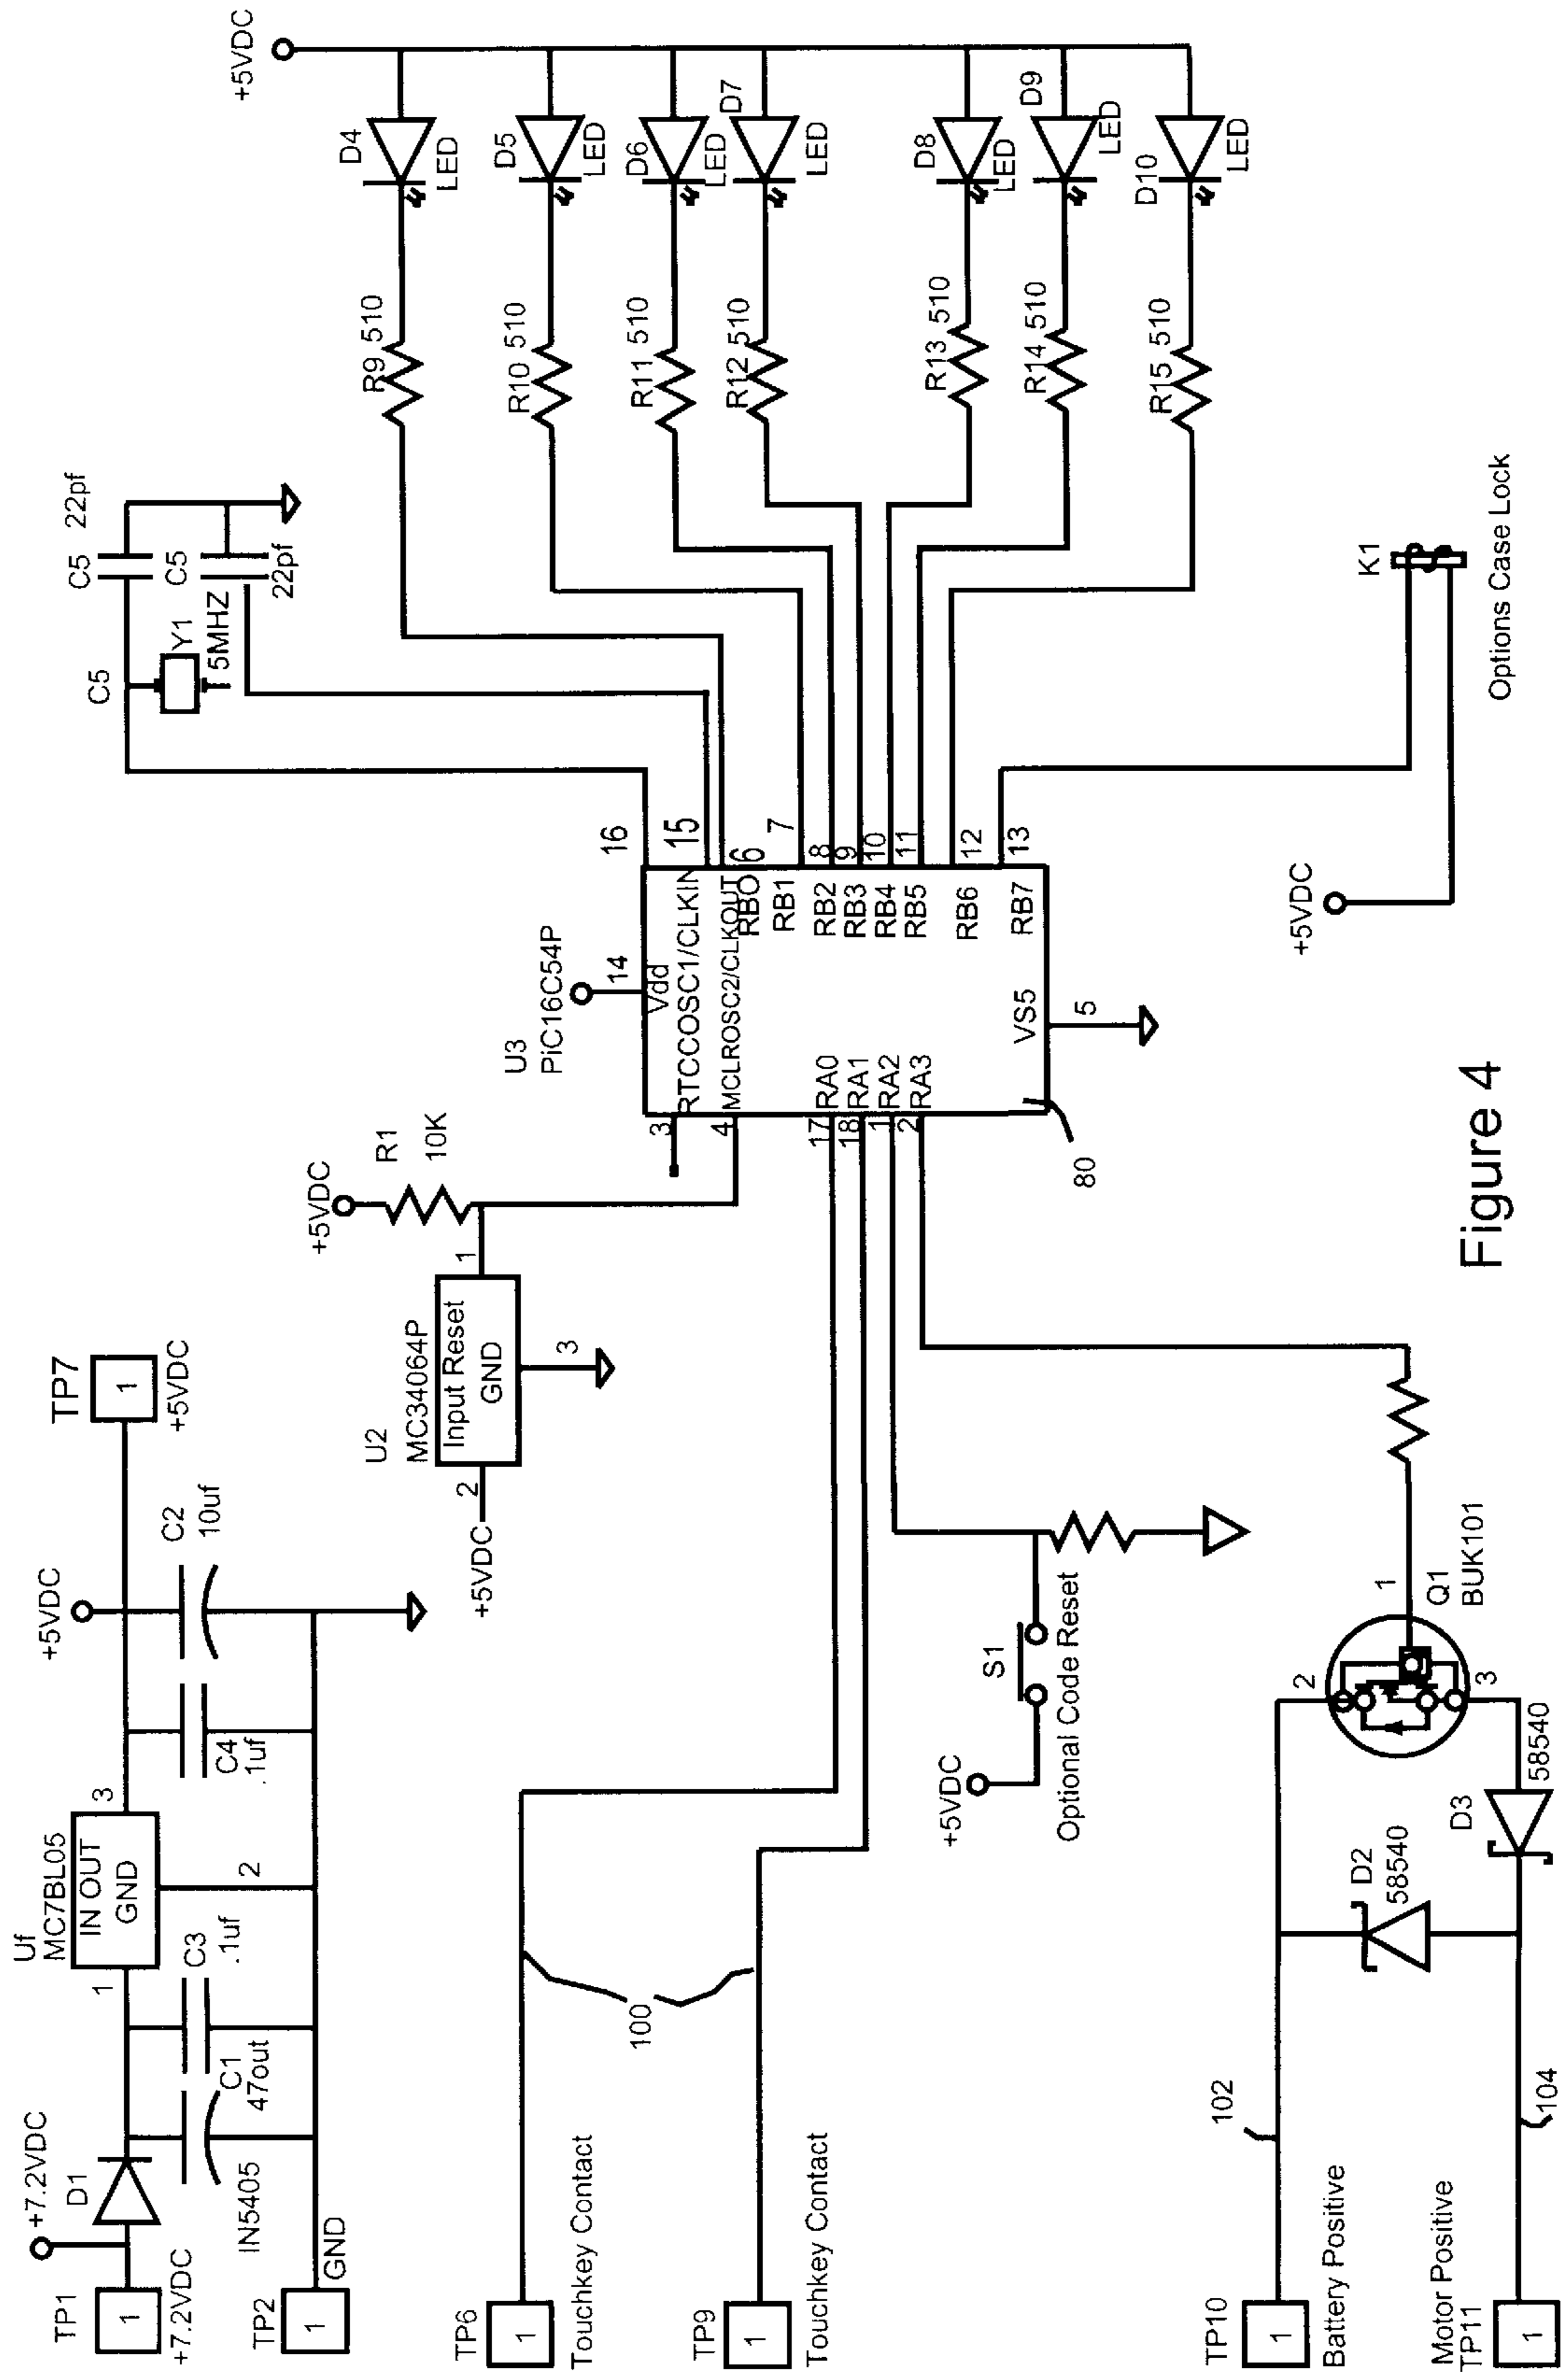 TP1
1
+7.2VDC
+7.2VDC
D1
IN5405
C1
47out
C3
.1uf
Uf
MC7BL05
IN OUT
GND
1
2
3
C4
.1uf
+5VDC
C2
10uf
TP7
1
+5VDC
TP2
1
GND
U2
MC34064P
Input Reset
GND
+5VDC
2
1
3
+5VDC
R1
10K
U3
PiC16C54P
14
Vdd
3
RTCCOSC1/CLKIN
4
MCLROSC2/CLKOUT
17
RA0
18
RA1
1
RA2
2
RA3
VS5
5
80
16
15
6
RBO
7
RB1
8
RB2
9
RB3
10
RB4
11
RB5
12
RB6
13
RB7
C5
Y1
5MHZ
C5
22pf
C5
22pf
+5VDC
R9 510
D4
LED
R10 510
D5
LED
R11 510
D6
LED
R12 510
D7
LED
R13 510
D8
LED
R14 510
D9
LED
R15 510
D10
LED
+5VDC
K1
Options Case Lock
TP6
1
Touchkey Contact
TP9
1
Touchkey Contact
100
+5VDC
S1
Optional Code Reset
TP10
1
Battery Positive
102
Motor Positive
TP11
1
104
D2
58540
D3
58540
2
3
1
Q1
BUK101
Figure 4